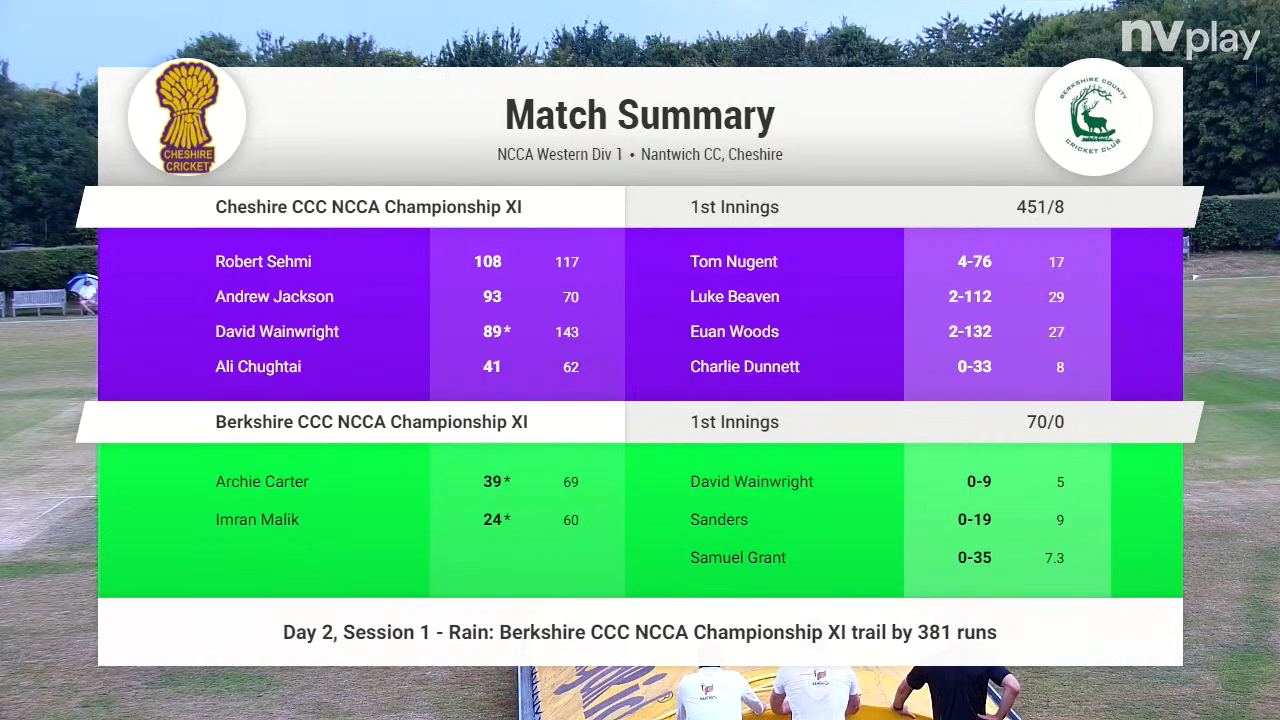 nvplay
CHESHIRE
CRICKET
BERKSHIRE COUNTY
CRICKET CLUB
Match Summary
NCCA Western Div 1 • Nantwich CC, Cheshire
Cheshire CCC NCCA Championship XI 1st Innings 451/8
Robert Sehmi 108 117 Tom Nugent 4-76 17
Andrew Jackson 93 70 Luke Beaven 2-112 29
David Wainwright 89* 143 Euan Woods 2-132 27
Ali Chughtai 41 62 Charlie Dunnett 0-33 8
Berkshire CCC NCCA Championship XI 1st Innings 70/0
Archie Carter 39* 69 David Wainwright 0-9 5
Imran Malik 24* 60 Sanders 0-19 9
Samuel Grant 0-35 7.3
Day 2, Session 1 - Rain: Berkshire CCC NCCA Championship XI trail by 381 runs